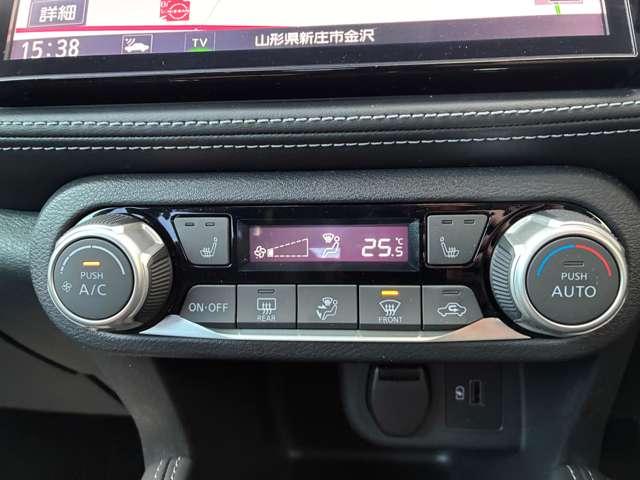 詳細
NISSAN
15:38
TV
山形県新庄市金沢
25.5℃
PUSH
A/C
ON・OFF
REAR
FRONT
PUSH
AUTO